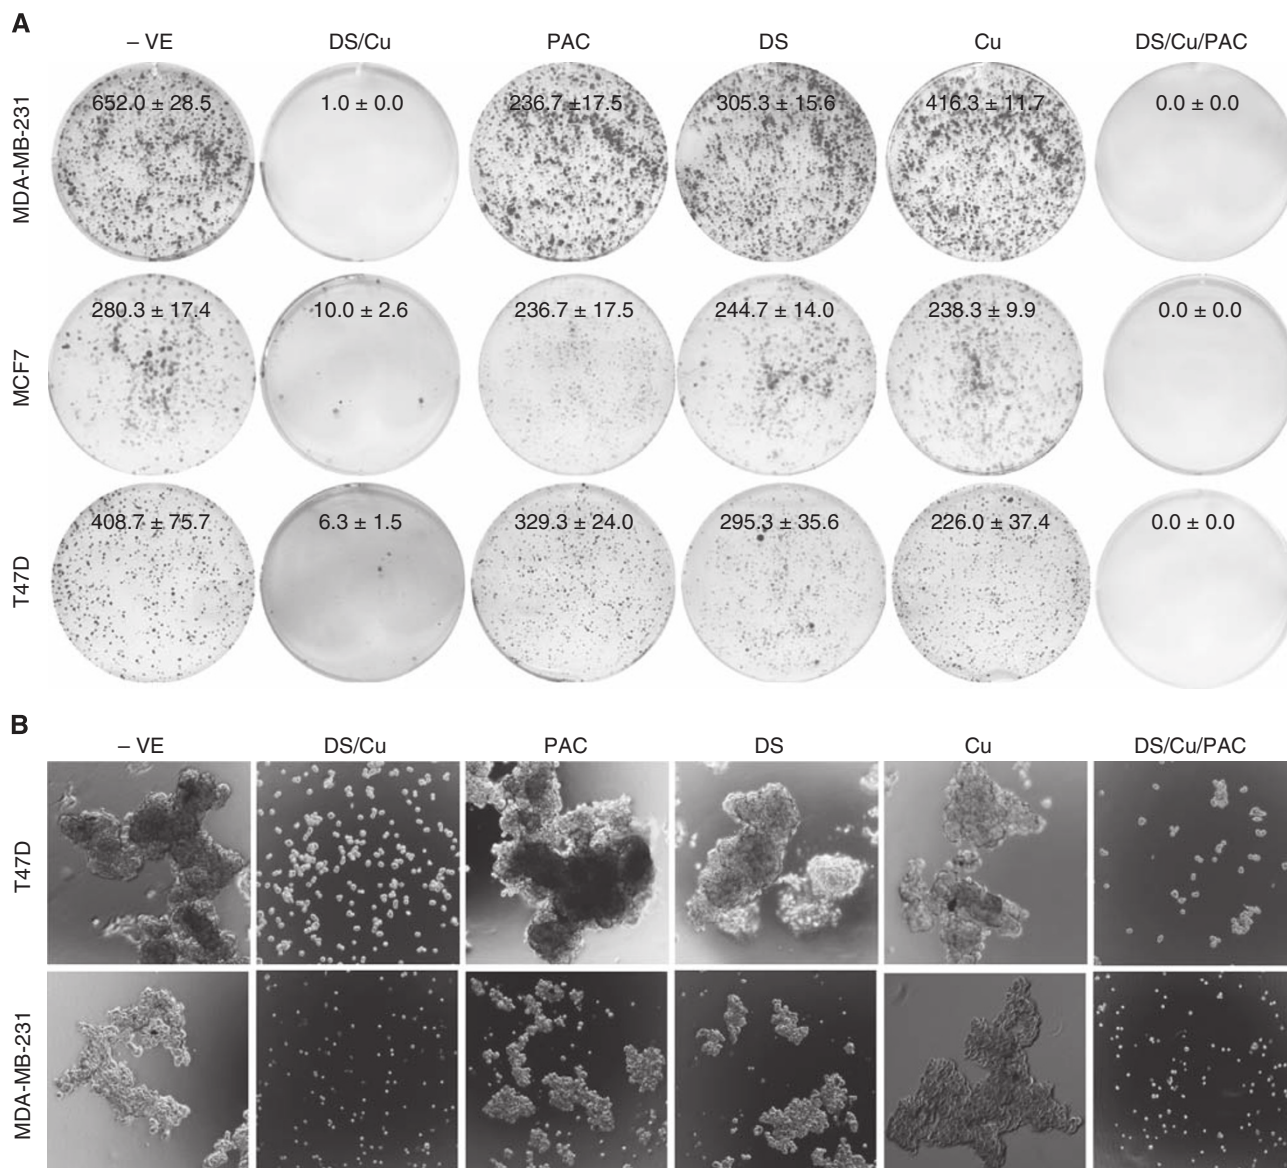 A
– VE DS/Cu PAC DS Cu DS/Cu/PAC
MDA-MB-231
652.0 ± 28.5 1.0 ± 0.0 236.7 ±17.5 305.3 ± 15.6 416.3 ± 11.7 0.0 ± 0.0
MCF7
280.3 ± 17.4 10.0 ± 2.6 236.7 ± 17.5 244.7 ± 14.0 238.3 ± 9.9 0.0 ± 0.0
T47D
408.7 ± 75.7 6.3 ± 1.5 329.3 ± 24.0 295.3 ± 35.6 226.0 ± 37.4 0.0 ± 0.0
B
– VE DS/Cu PAC DS Cu DS/Cu/PAC
T47D
MDA-MB-231